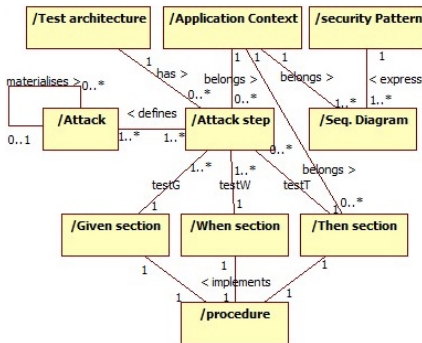 /Test architecture /Application Context /security Pattern
1 1 1 1 1
materialises > has > belongs > belongs > < express
0..* 0..* 0..* 1..* 1..*
/Attack < defines /Attack step /Seq. Diagram
0..1 1..* 1..* 0..*
1..* 1..* belongs >
testG testW testT
1 1 1 0..*
/Given section /When section /Then section
1 1 1
< implements
1 1 1
/procedure